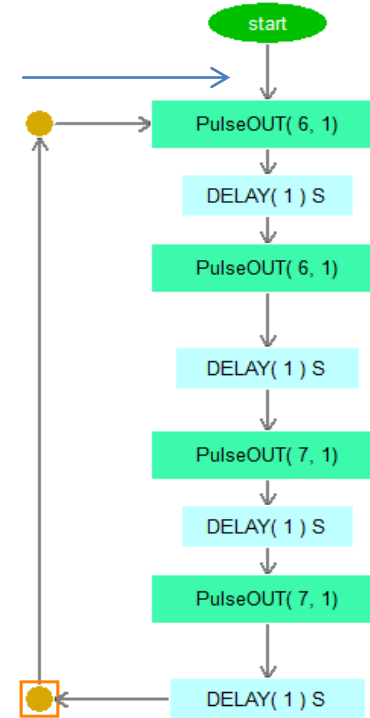 start
PulseOUT( 6, 1)
DELAY( 1 ) S
PulseOUT( 6, 1)
DELAY( 1 ) S
PulseOUT( 7, 1)
DELAY( 1 ) S
PulseOUT( 7, 1)
DELAY( 1 ) S